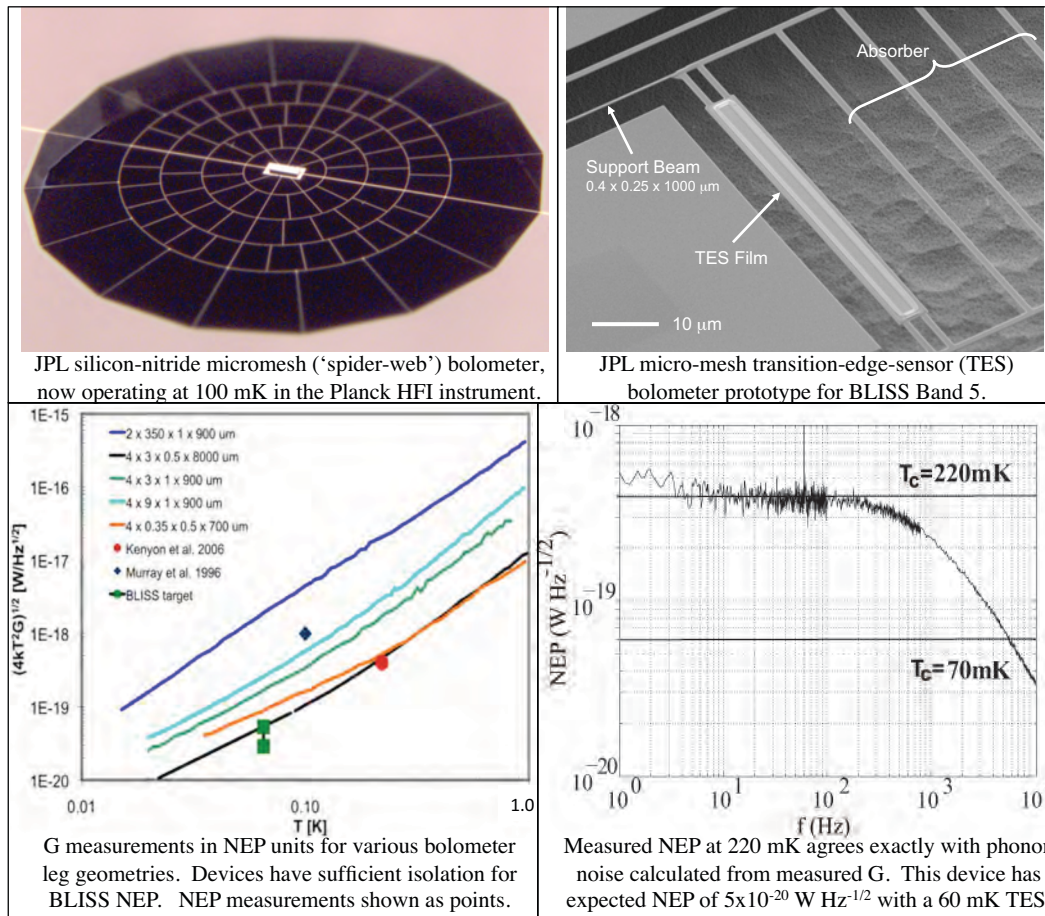 Absorber
Support Beam
0.4 x 0.25 x 1000 µm
TES Film
10 µm
JPL silicon-nitride micromesh (‘spider-web’) bolometer,
now operating at 100 mK in the Planck HFI instrument.
JPL micro-mesh transition-edge-sensor (TES)
bolometer prototype for BLISS Band 5.
1E-15
1E-16
1E-17
1E-18
1E-19
1E-20
(4kT²G)^1/2 [W/Hz^1/2]
2 x 350 x 1 x 900 um
4 x 3 x 0.5 x 8000 um
4 x 3 x 1 x 900 um
4 x 9 x 1 x 900 um
4 x 0.35 x 0.5 x 700 um
Kenyon et al. 2006
Murray et al. 1996
BLISS target
0.01 0.10 1.0
T [K]
10^−18
10^−19
10^−20
NEP (W Hz^-1/2)
Tc=220mK
Tc=70mK
10^0 10^1 10^2 10^3 10
f (Hz)
G measurements in NEP units for various bolometer
leg geometries. Devices have sufficient isolation for
BLISS NEP. NEP measurements shown as points.
Measured NEP at 220 mK agrees exactly with phonon
noise calculated from measured G. This device has
expected NEP of 5x10^-20 W Hz^-1/2 with a 60 mK TES